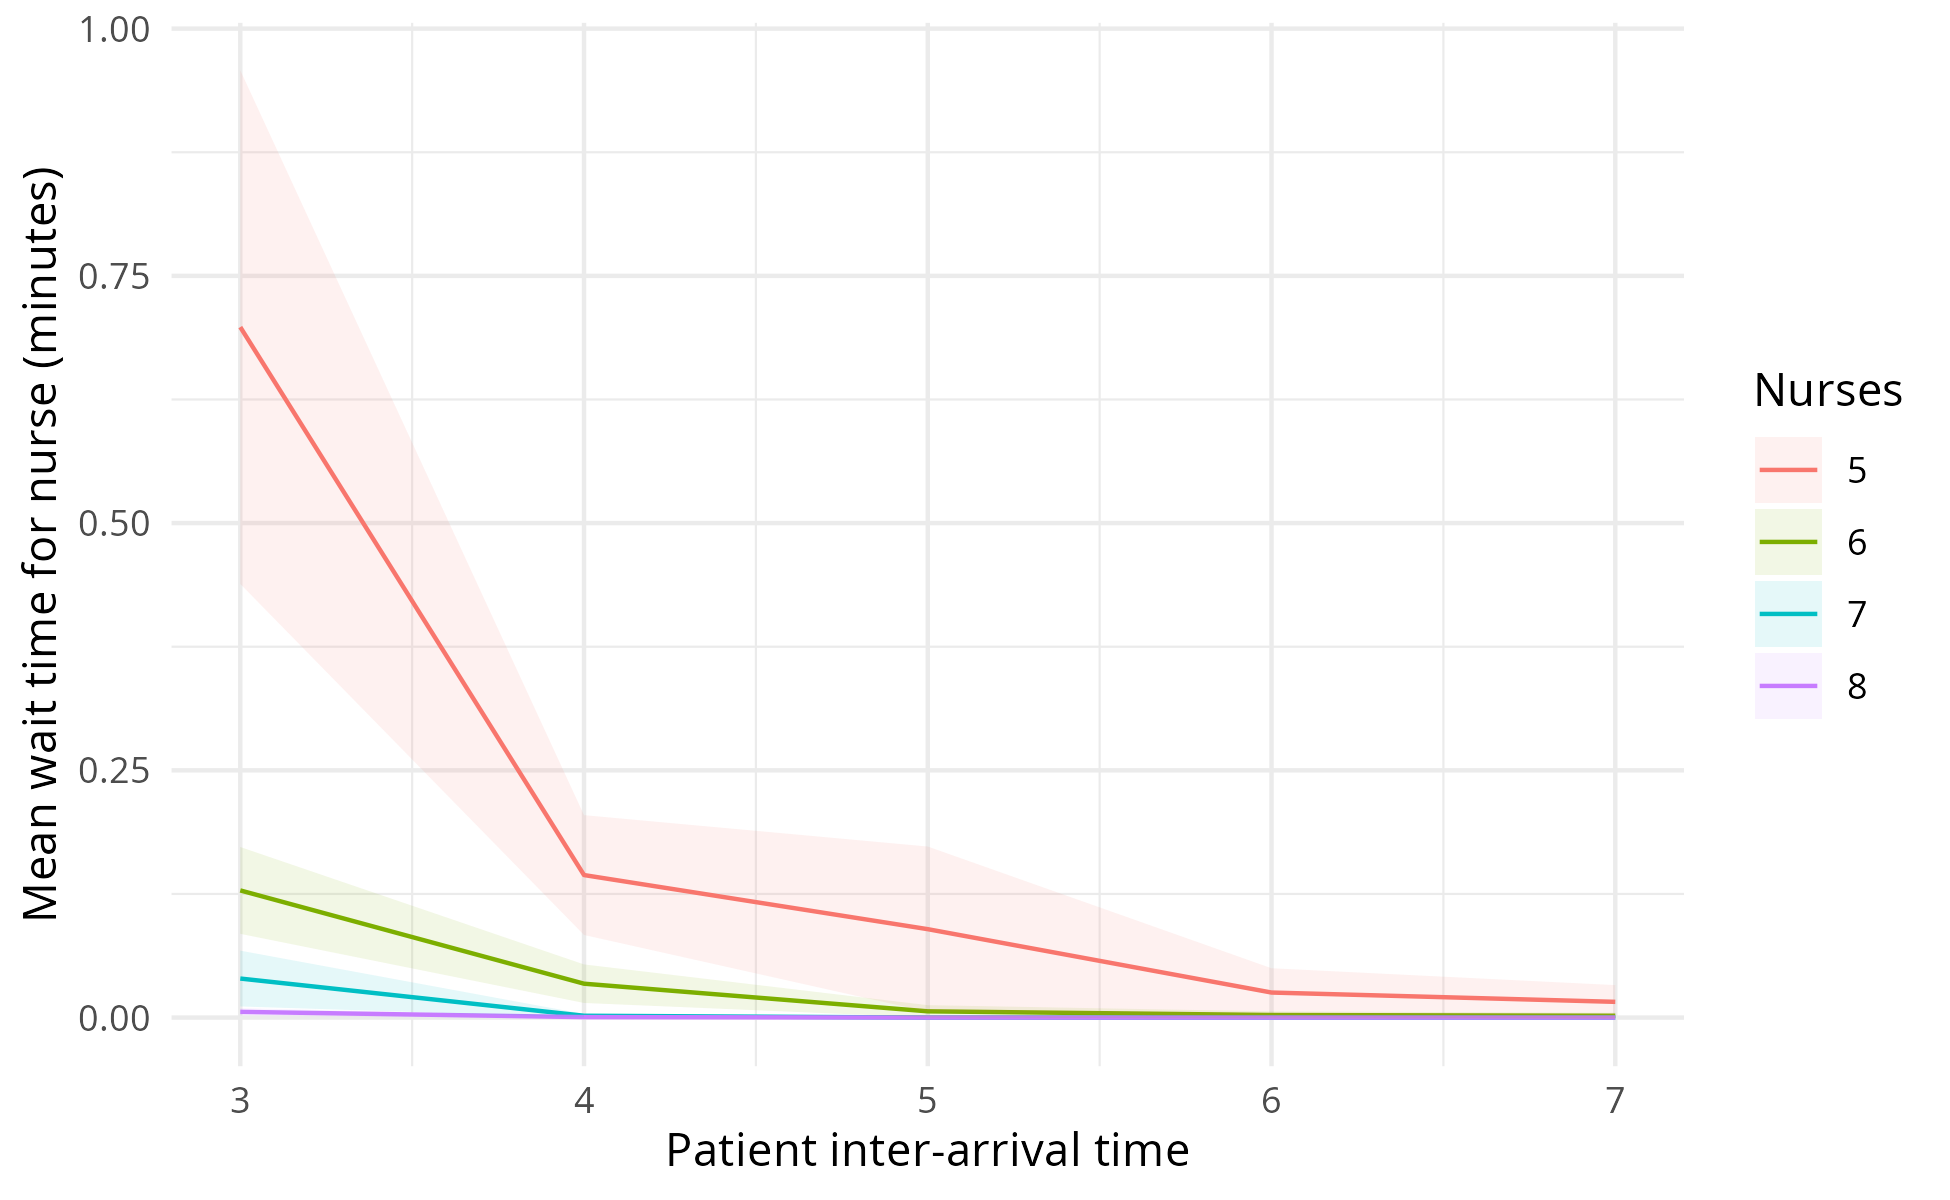 Mean wait time for nurse (minutes)
1.00
0.75
0.50
0.25
0.00
3 4 5 6 7
Patient inter-arrival time
Nurses
5
6
7
8